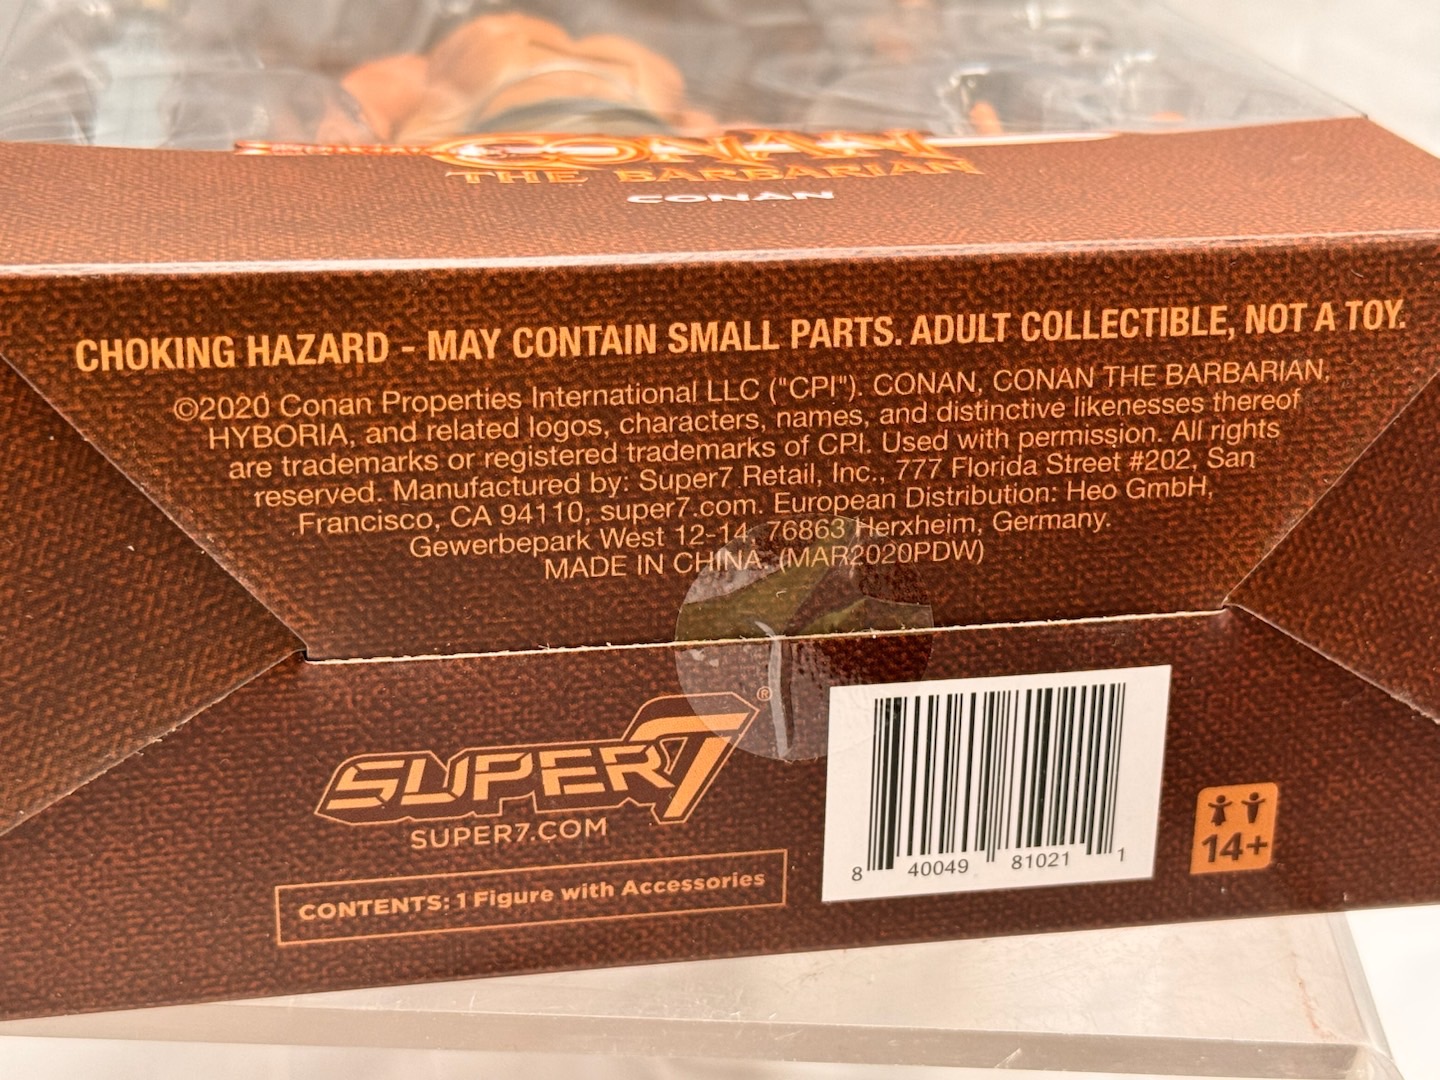 CONAN
THE BARBARIAN
CONAN
CHOKING HAZARD - MAY CONTAIN SMALL PARTS. ADULT COLLECTIBLE, NOT A TOY.
©2020 Conan Properties International LLC ("CPI"). CONAN, CONAN THE BARBARIAN,
HYBORIA, and related logos, characters, names, and distinctive likenesses thereof
are trademarks or registered trademarks of CPI. Used with permission. All rights
reserved. Manufactured by: Super7 Retail, Inc., 777 Florida Street #202, San
Francisco, CA 94110, super7.com. European Distribution: Heo GmbH,
Gewerbepark West 12-14, 76863 Herxheim, Germany.
MADE IN CHINA. (MAR2020PDW)
SUPER7®
SUPER7.COM
CONTENTS: 1 Figure with Accessories
8 40049 81021 1
14+